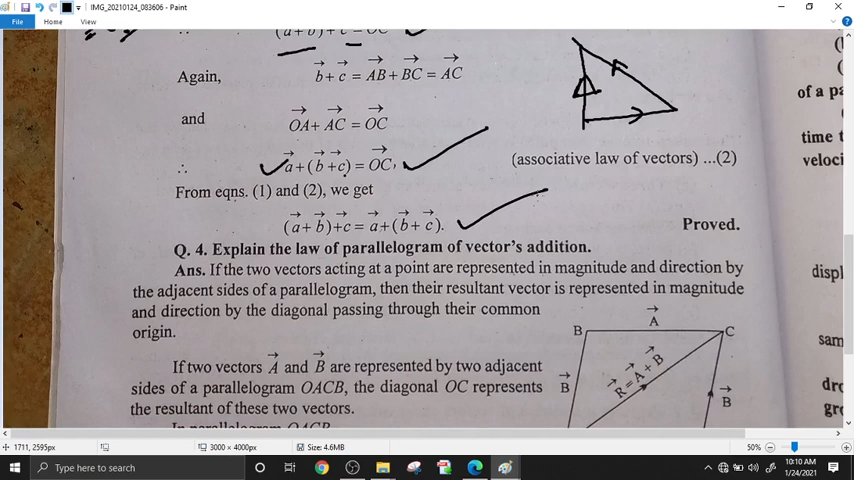 IMG_20210124_083606 - Paint
File Home View
∴ (a⃗+b⃗)+c⃗ = OC⃗
Again, b⃗+c⃗ = AB⃗+BC⃗ = AC⃗
of a pa
and OA⃗+AC⃗ = OC⃗
time t
∴ a⃗+(b⃗+c⃗) = OC⃗, (associative law of vectors) ...(2)
veloci
From eqns. (1) and (2), we get
(a⃗+b⃗)+c⃗ = a⃗+(b⃗+c⃗). Proved.
Q. 4. Explain the law of parallelogram of vector's addition.
Ans. If the two vectors acting at a point are represented in magnitude and direction by
displ
the adjacent sides of a parallelogram, then their resultant vector is represented in magnitude
and direction by the diagonal passing through their common
origin.
A⃗
B C
sam
If two vectors A⃗ and B⃗ are represented by two adjacent
R⃗ = A⃗ + B⃗
sides of a parallelogram OACB, the diagonal OC represents
B⃗
dro
the resultant of these two vectors.
B⃗
gr
In parallelogram OACB
1711, 2595px 3000 × 4000px Size: 4.6MB 50%
Type here to search
10:10 AM
1/24/2021